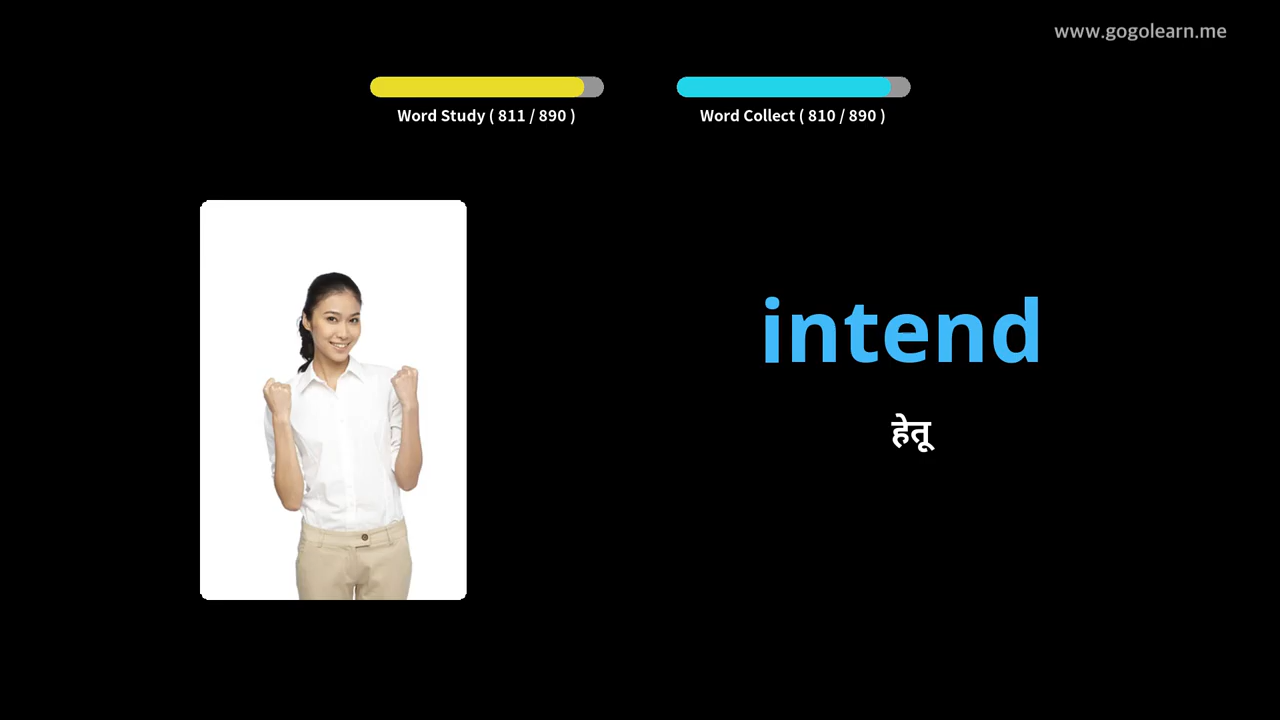 www.gogolearn.me
Word Study ( 811 / 890 )
Word Collect ( 810 / 890 )
intend
हेतू